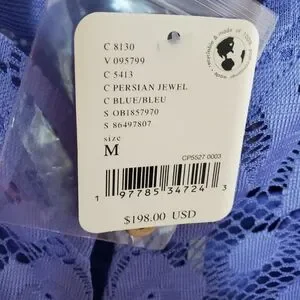 C 8130
V 095799
C 5413
C PERSIAN JEWEL
C BLUE/BLEU
S OB1857970
S 86497807
size
M
CP5527 0003
1 97785 34724 3
$198.00 USD